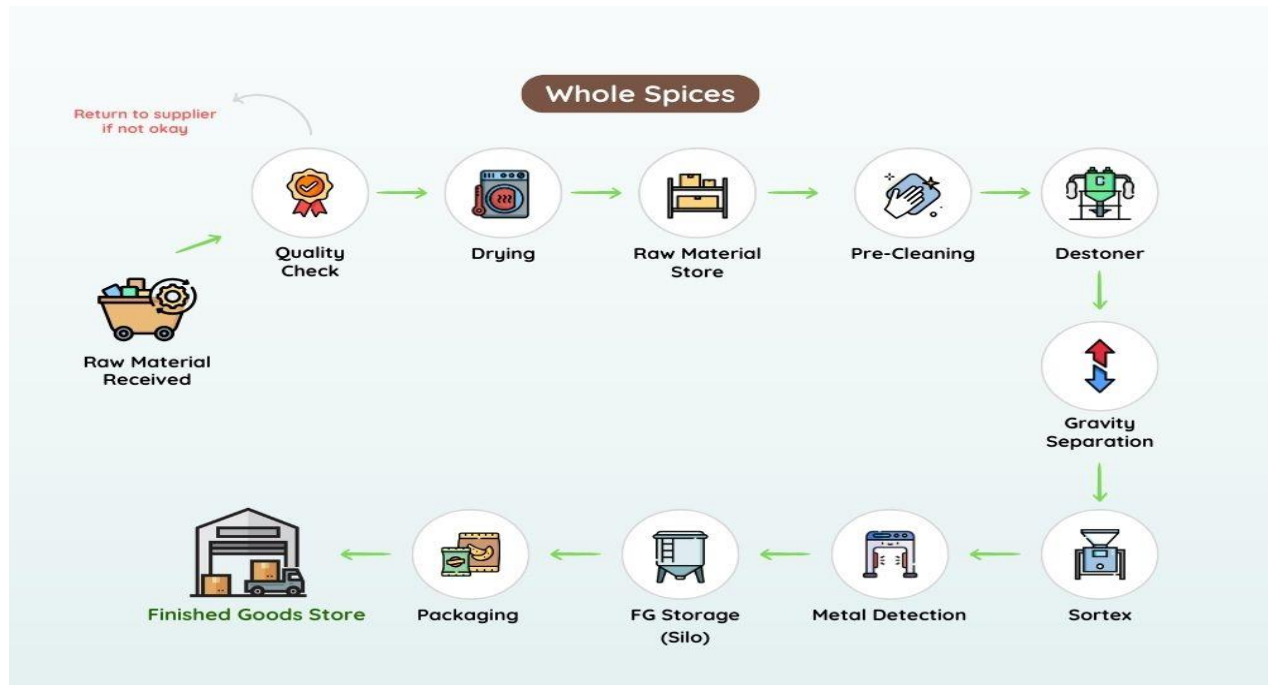 Whole Spices
Return to supplier
if not okay
Quality
Check
Drying
Raw Material
Store
Pre-Cleaning
Destoner
Raw Material
Received
Gravity
Separation
Finished Goods Store
Packaging
FG Storage
(Silo)
Metal Detection
Sortex
C